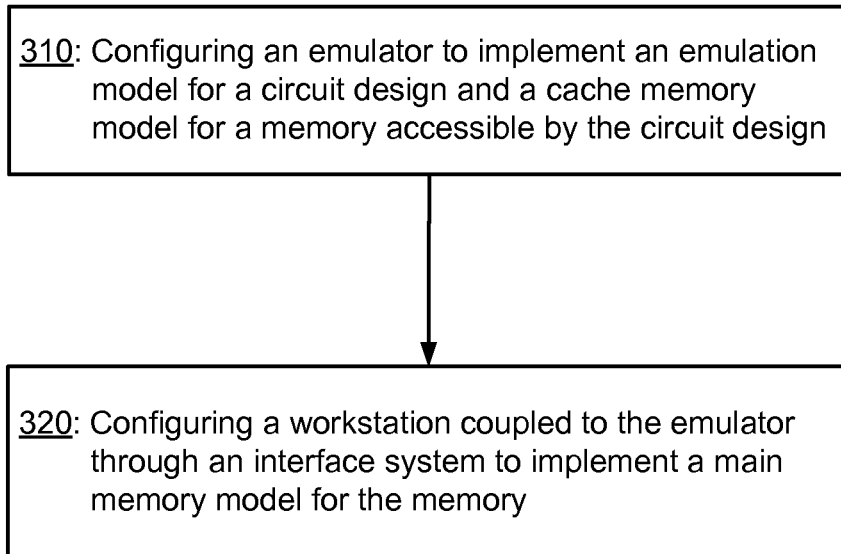 310: Configuring an emulator to implement an emulation
model for a circuit design and a cache memory
model for a memory accessible by the circuit design
320: Configuring a workstation coupled to the emulator
through an interface system to implement a main
memory model for the memory